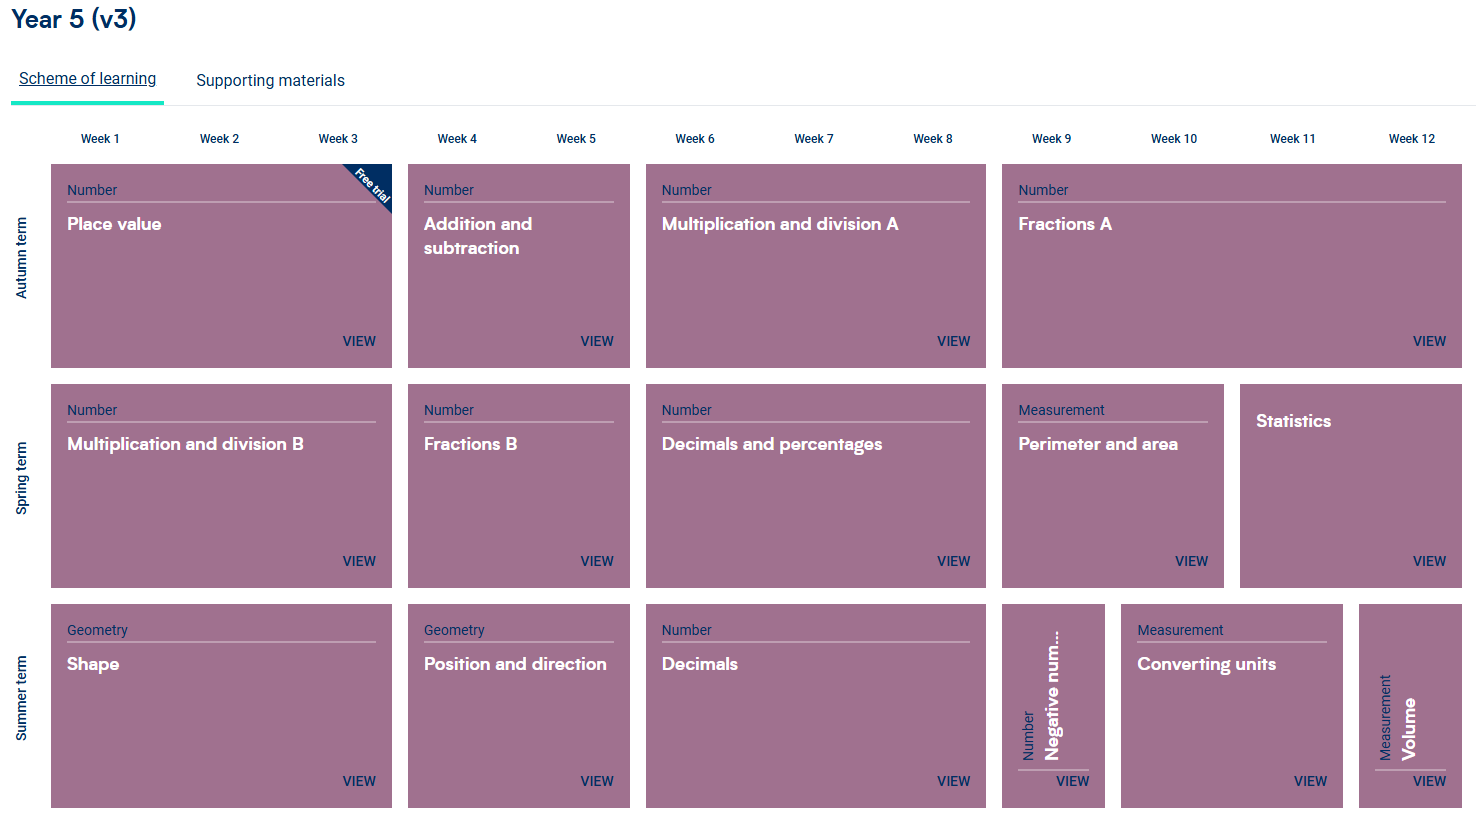 Year 5 (v3)
Scheme of learning
Supporting materials
Week 1
Week 2
Week 3
Week 4
Week 5
Week 6
Week 7
Week 8
Week 9
Week 10
Week 11
Week 12
Autumn term
Number
Free trial
Place value
VIEW
Number
Addition and
subtraction
VIEW
Number
Multiplication and division A
VIEW
Number
Fractions A
VIEW
Spring term
Number
Multiplication and division B
VIEW
Number
Fractions B
VIEW
Number
Decimals and percentages
VIEW
Measurement
Perimeter and area
VIEW
Statistics
VIEW
Summer term
Geometry
Shape
VIEW
Geometry
Position and direction
VIEW
Number
Decimals
VIEW
Number
Negative num...
VIEW
Measurement
Converting units
VIEW
Measurement
Volume
VIEW